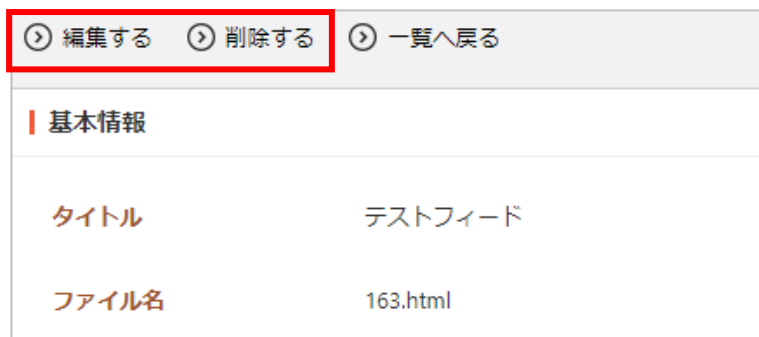 編集する 削除する 一覧へ戻る
基本情報
タイトル テストフィード
ファイル名 163.html